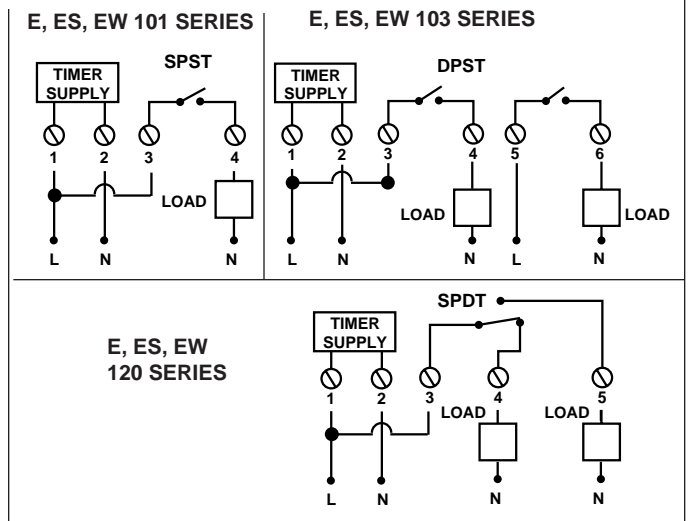 E, ES, EW 101 SERIES
SPST
TIMER
SUPPLY
1 2 3 4
LOAD
L N N
E, ES, EW 103 SERIES
DPST
TIMER
SUPPLY
1 2 3 4 5 6
LOAD LOAD
L N N L N
E, ES, EW
120 SERIES
SPDT
TIMER
SUPPLY
1 2 3 4 5
LOAD LOAD
L N N N